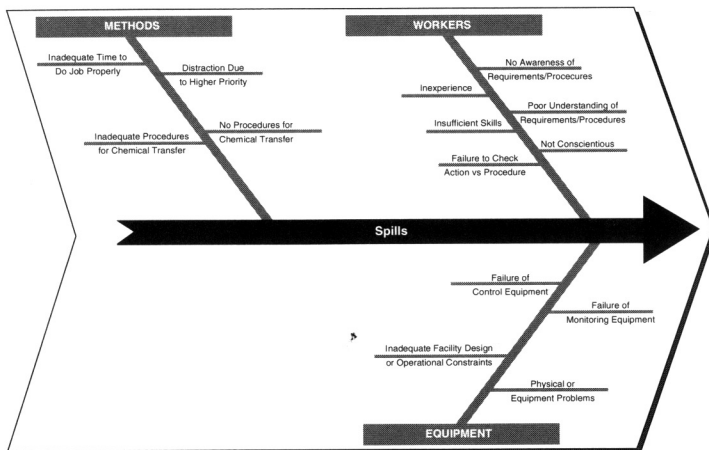 METHODS
WORKERS
Inadequate Time to
Do Job Properly
Distraction Due
to Higher Priority
No Procedures for
Chemical Transfer
Inadequate Procedures
for Chemical Transfer
No Awareness of
Requirements/Procecures
Inexperience
Poor Understanding of
Requirements/Procedures
Insufficient Skills
Not Conscientious
Failure to Check
Action vs Procedure
Spills
Failure of
Control Equipment
Failure of
Monitoring Equipment
Inadequate Facility Design
or Operational Constraints
Physical or
Equipment Problems
EQUIPMENT